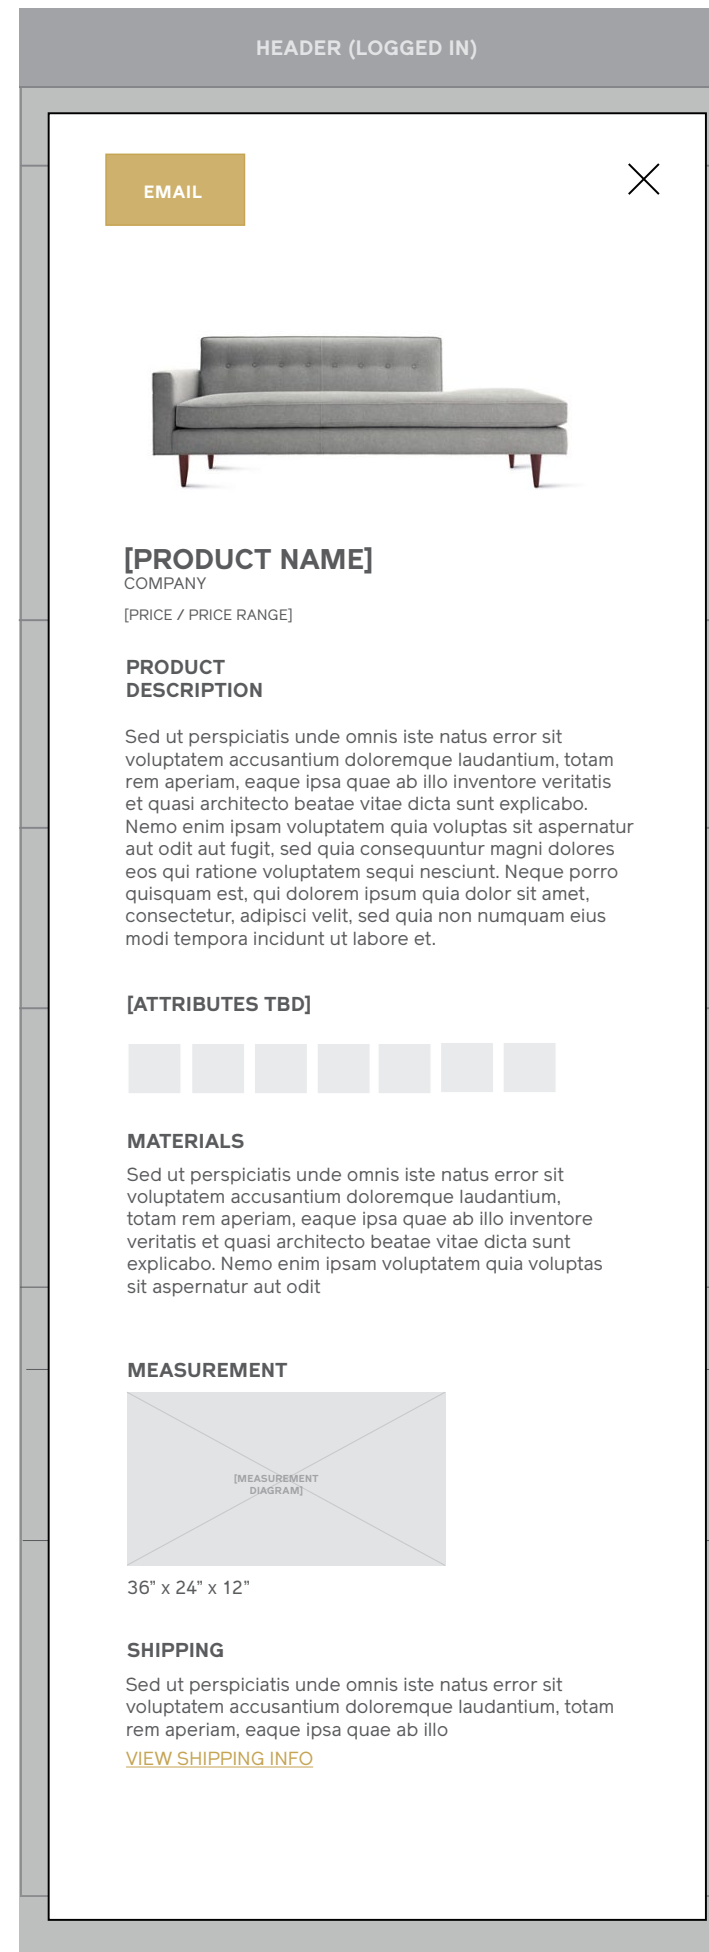 HEADER (LOGGED IN)
EMAIL
[PRODUCT NAME]
COMPANY
[PRICE / PRICE RANGE]
PRODUCT
DESCRIPTION
Sed ut perspiciatis unde omnis iste natus error sit
voluptatem accusantium doloremque laudantium, totam
rem aperiam, eaque ipsa quae ab illo inventore veritatis
et quasi architecto beatae vitae dicta sunt explicabo.
Nemo enim ipsam voluptatem quia voluptas sit aspernatur
aut odit aut fugit, sed quia consequuntur magni dolores
eos qui ratione voluptatem sequi nesciunt. Neque porro
quisquam est, qui dolorem ipsum quia dolor sit amet,
consectetur, adipisci velit, sed quia non numquam eius
modi tempora incidunt ut labore et.
[ATTRIBUTES TBD]
MATERIALS
Sed ut perspiciatis unde omnis iste natus error sit
voluptatem accusantium doloremque laudantium,
totam rem aperiam, eaque ipsa quae ab illo inventore
veritatis et quasi architecto beatae vitae dicta sunt
explicabo. Nemo enim ipsam voluptatem quia voluptas
sit aspernatur aut odit
MEASUREMENT
[MEASUREMENT
DIAGRAM]
36” x 24” x 12”
SHIPPING
Sed ut perspiciatis unde omnis iste natus error sit
voluptatem accusantium doloremque laudantium, totam
rem aperiam, eaque ipsa quae ab illo
VIEW SHIPPING INFO